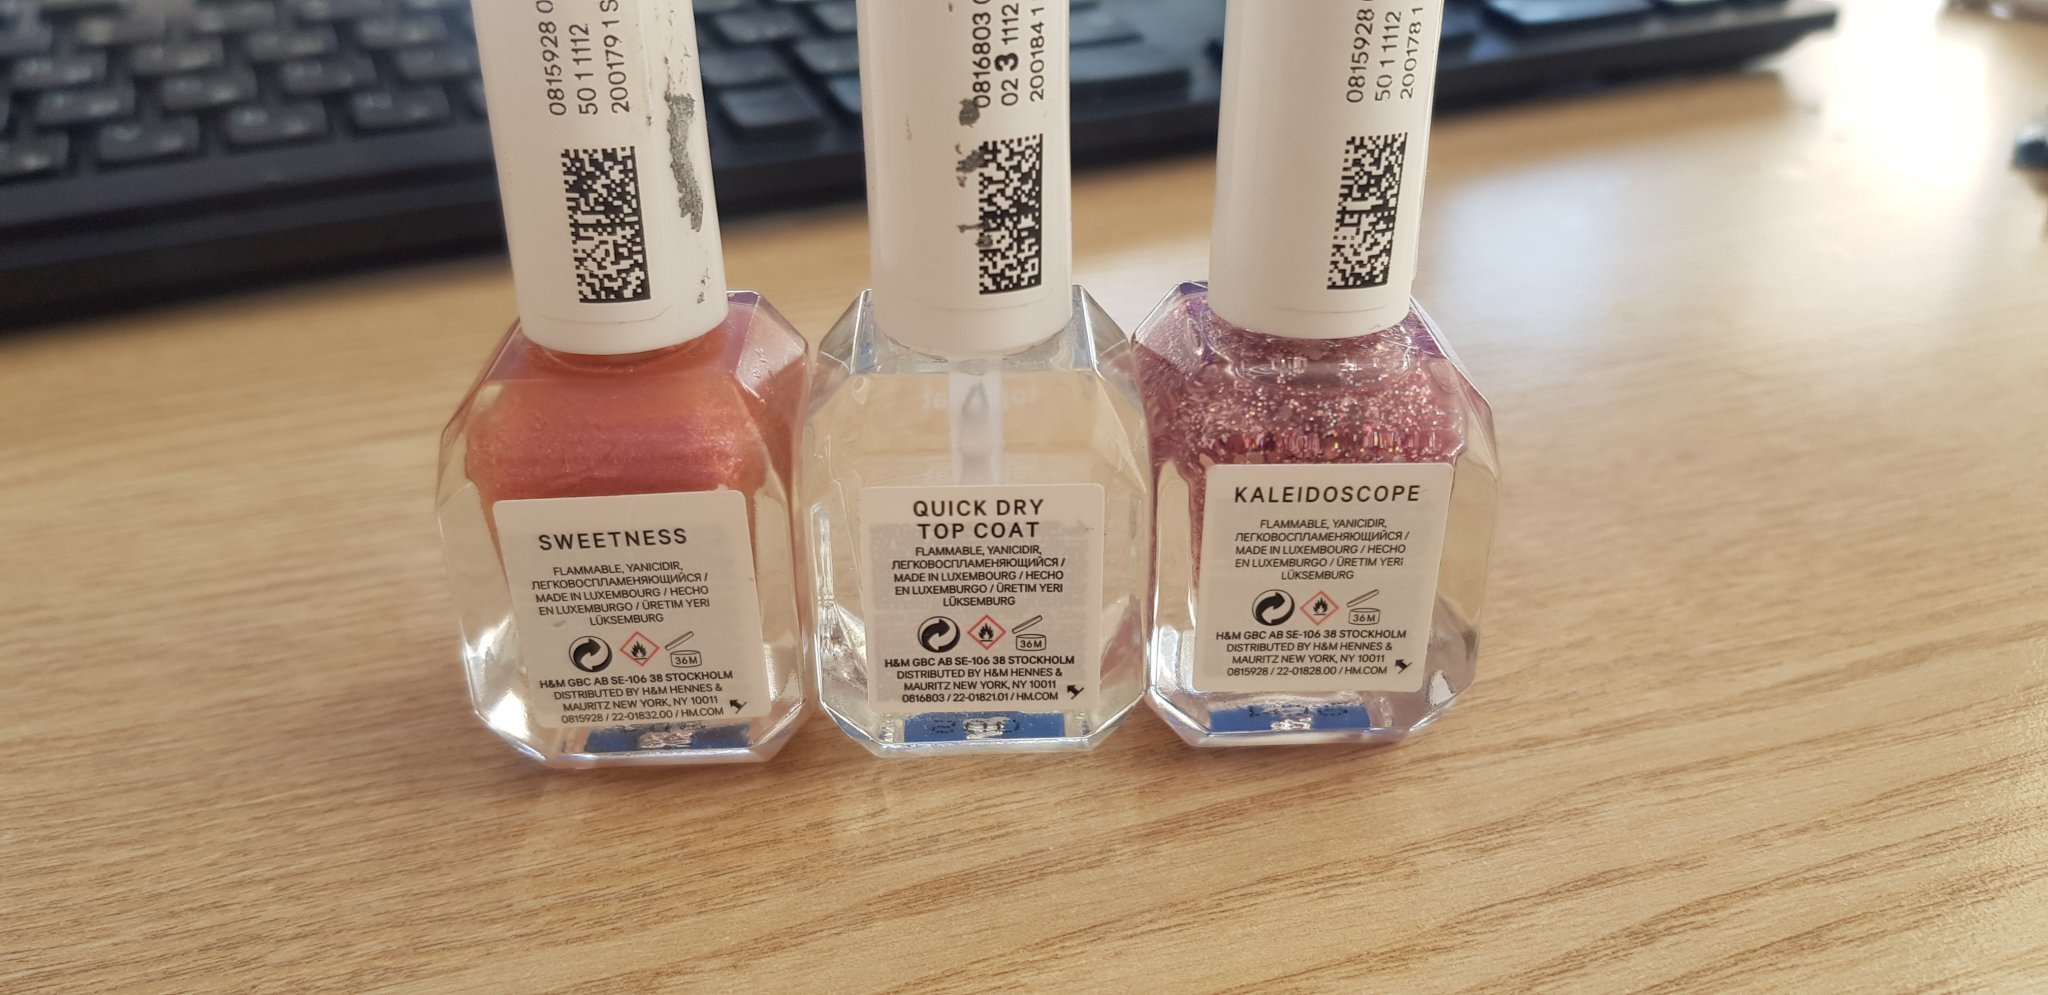 0815928 0
50 1 1112
200179 1 S
SWEETNESS
FLAMMABLE, YANICIDIR,
ЛЕГКОВОСПЛАМЕНЯЮЩИЙСЯ /
MADE IN LUXEMBOURG / HECHO
EN LUXEMBURGO / ÜRETIM YERI
LÜKSEMBURG
36M
H&M GBC AB SE-106 38 STOCKHOLM
DISTRIBUTED BY H&M HENNES &
MAURITZ NEW YORK, NY 10011
0815928 / 22-01832.00 / HM.COM
0816803 0
02 3 1112
200184 1
QUICK DRY
TOP COAT
FLAMMABLE, YANICIDIR,
ЛЕГКОВОСПЛАМЕНЯЮЩИЙСЯ /
MADE IN LUXEMBOURG / HECHO
EN LUXEMBURGO / ÜRETIM YERI
LÜKSEMBURG
36M
H&M GBC AB SE-106 38 STOCKHOLM
DISTRIBUTED BY H&M HENNES &
MAURITZ NEW YORK, NY 10011
0816803 / 22-01821.01 / HM.COM
0815928
50 1 1112
200178 1
KALEIDOSCOPE
FLAMMABLE, YANICIDIR,
ЛЕГКОВОСПЛАМЕНЯЮЩИЙСЯ /
MADE IN LUXEMBOURG / HECHO
EN LUXEMBURGO / ÜRETIM YERI
LÜKSEMBURG
36M
H&M GBC AB SE-106 38 STOCKHOLM
DISTRIBUTED BY H&M HENNES &
MAURITZ NEW YORK, NY 10011
0815928 / 22-01828.00 / HM.COM